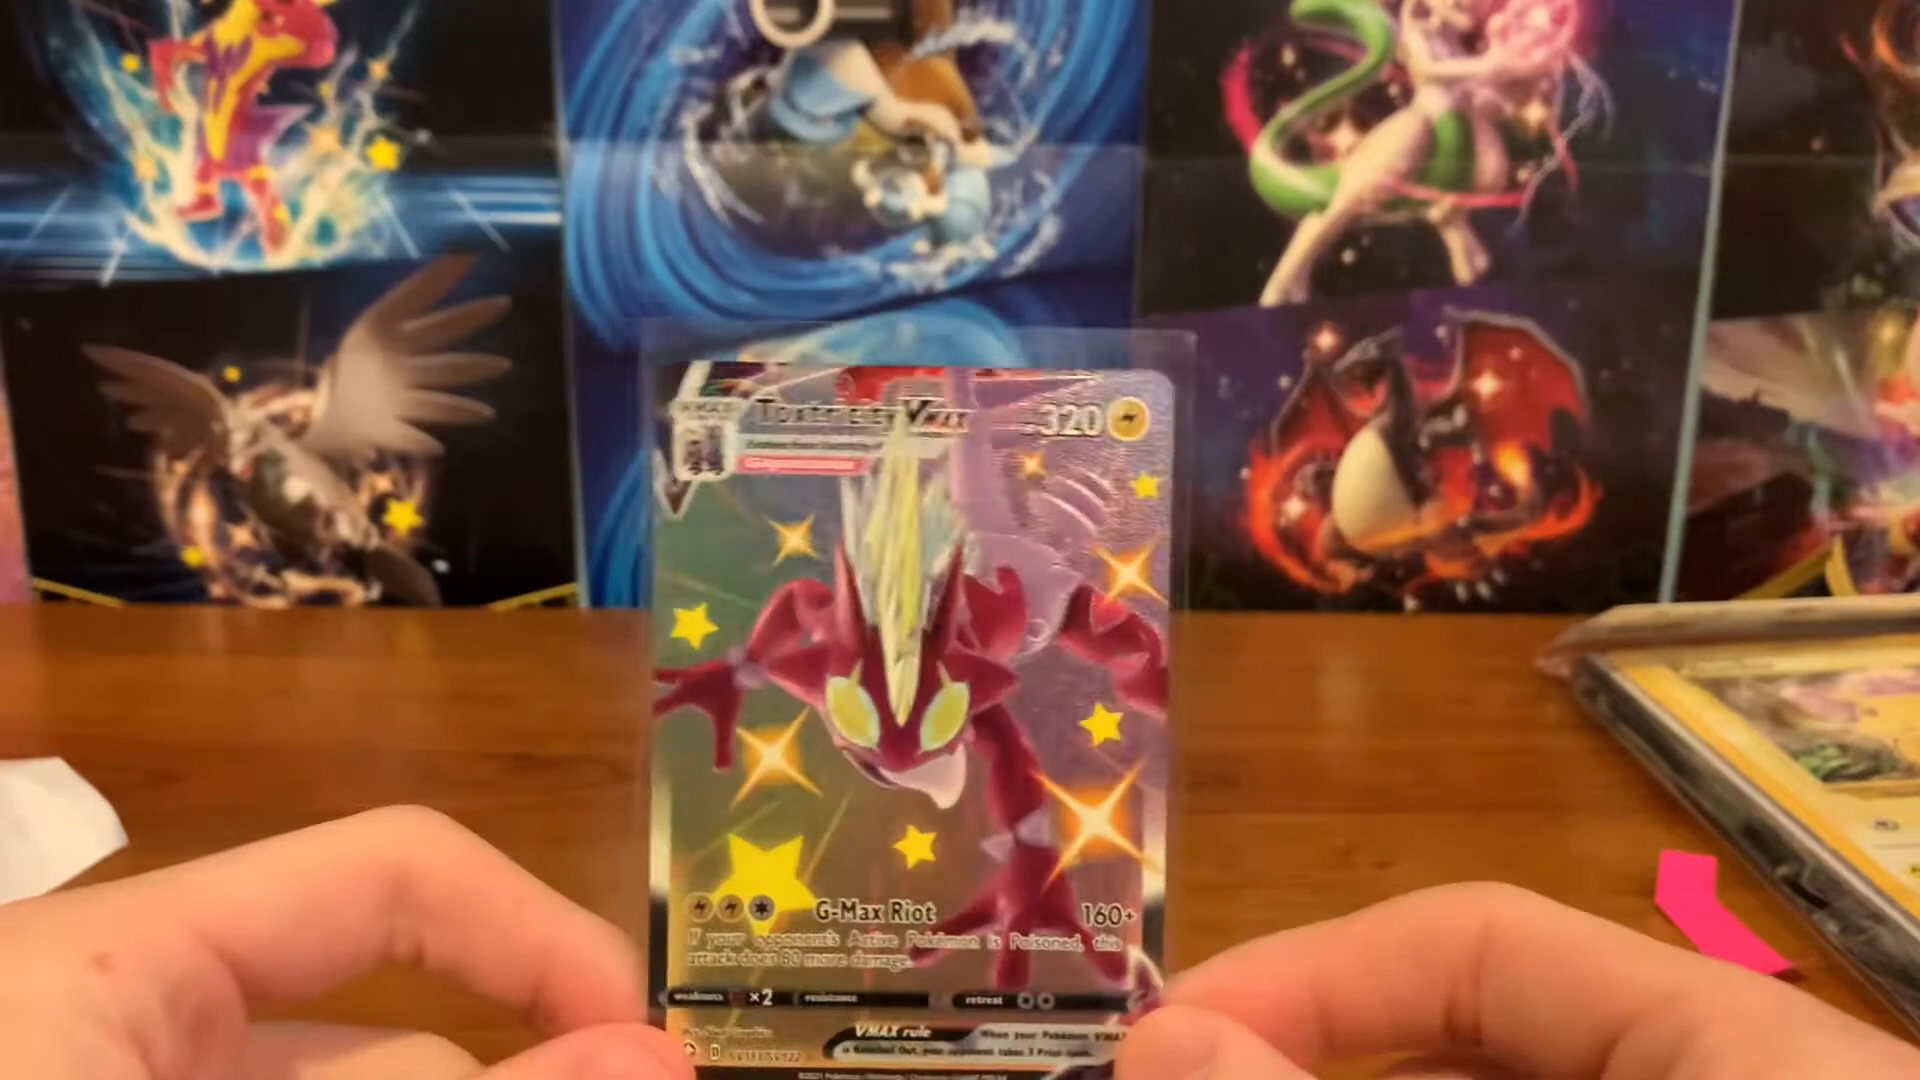 Toxtricity VMAX 320
G-Max Riot 160+
If your opponent's Active Pokémon is Poisoned, this
attack does 80 more damage.
weakness ×2 resistance retreat
VMAX rule When your Pokémon VMAX
is Knocked Out, your opponent takes 3 Prize cards.
D